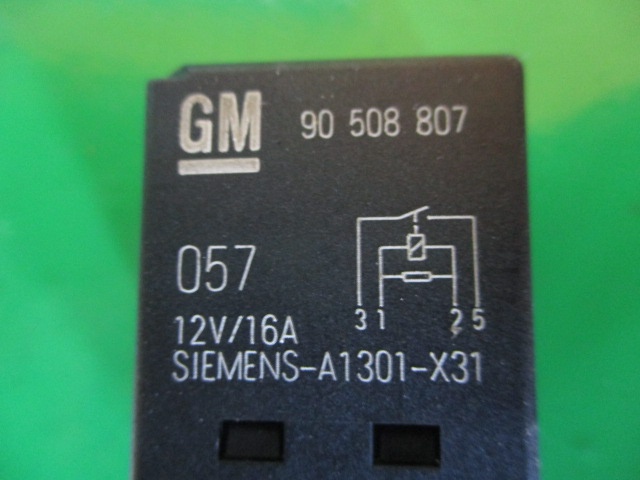 GM 90 508 807
057
3 1 2 5
12V/16A
SIEMENS-A1301-X31